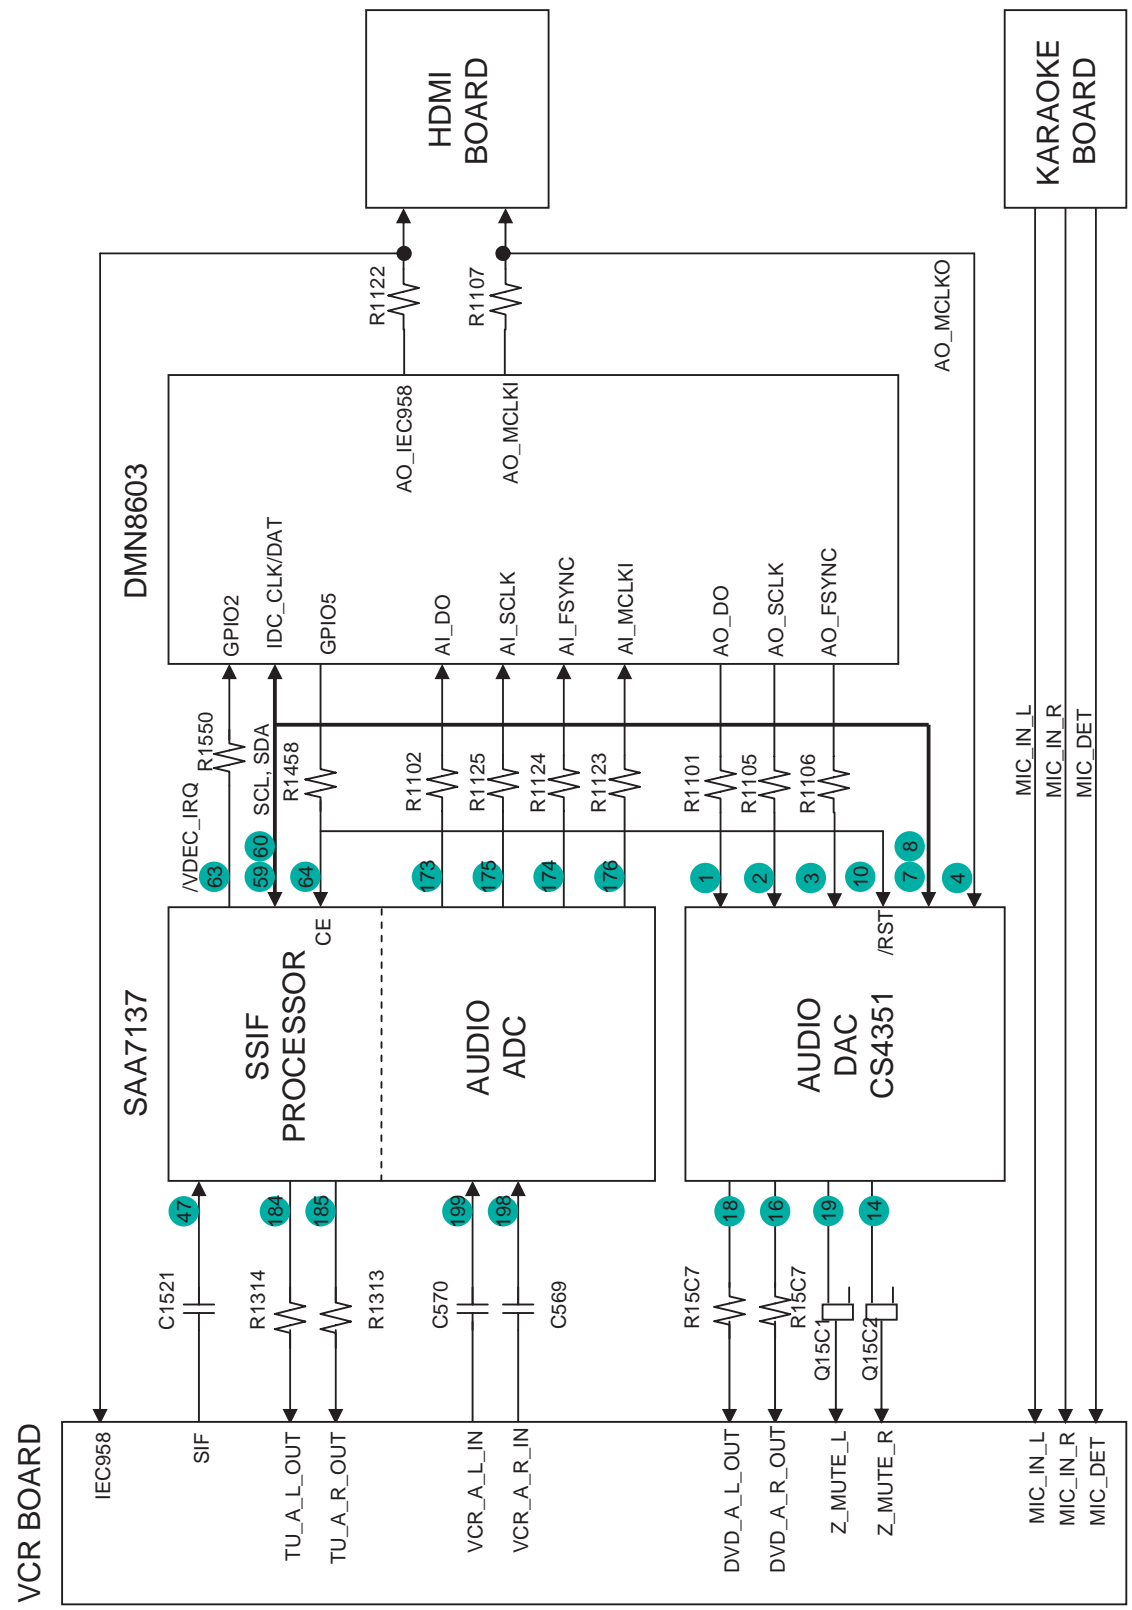 VCR BOARD
IEC958
SIF
TU_A_L_OUT
TU_A_R_OUT
VCR_A_L_IN
VCR_A_R_IN
DVD_A_L_OUT
DVD_A_R_OUT
Z_MUTE_L
Z_MUTE_R
MIC_IN_L
MIC_IN_R
MIC_DET
C1521
R1314
R1313
C570
C569
R15C7
R15C7
Q15C1
Q15C2
47
184
185
199
198
18
16
19
14
SAA7137
SSIF
PROCESSOR
CE
AUDIO
ADC
AUDIO
DAC
CS4351
/RST
63
59
60
64
173
175
174
176
1
2
3
10
7
8
4
/VDEC_IRQ
R1550
SCL, SDA
R1458
R1102
R1125
R1124
R1123
R1101
R1105
R1106
MIC_IN_L
MIC_IN_R
MIC_DET
DMN8603
GPIO2
IDC_CLK/DAT
GPIO5
AI_DO
AI_SCLK
AI_FSYNC
AI_MCLKI
AO_DO
AO_SCLK
AO_FSYNC
AO_IEC958
AO_MCLKI
R1122
R1107
AO_MCLKO
HDMI
BOARD
KARAOKE
BOARD